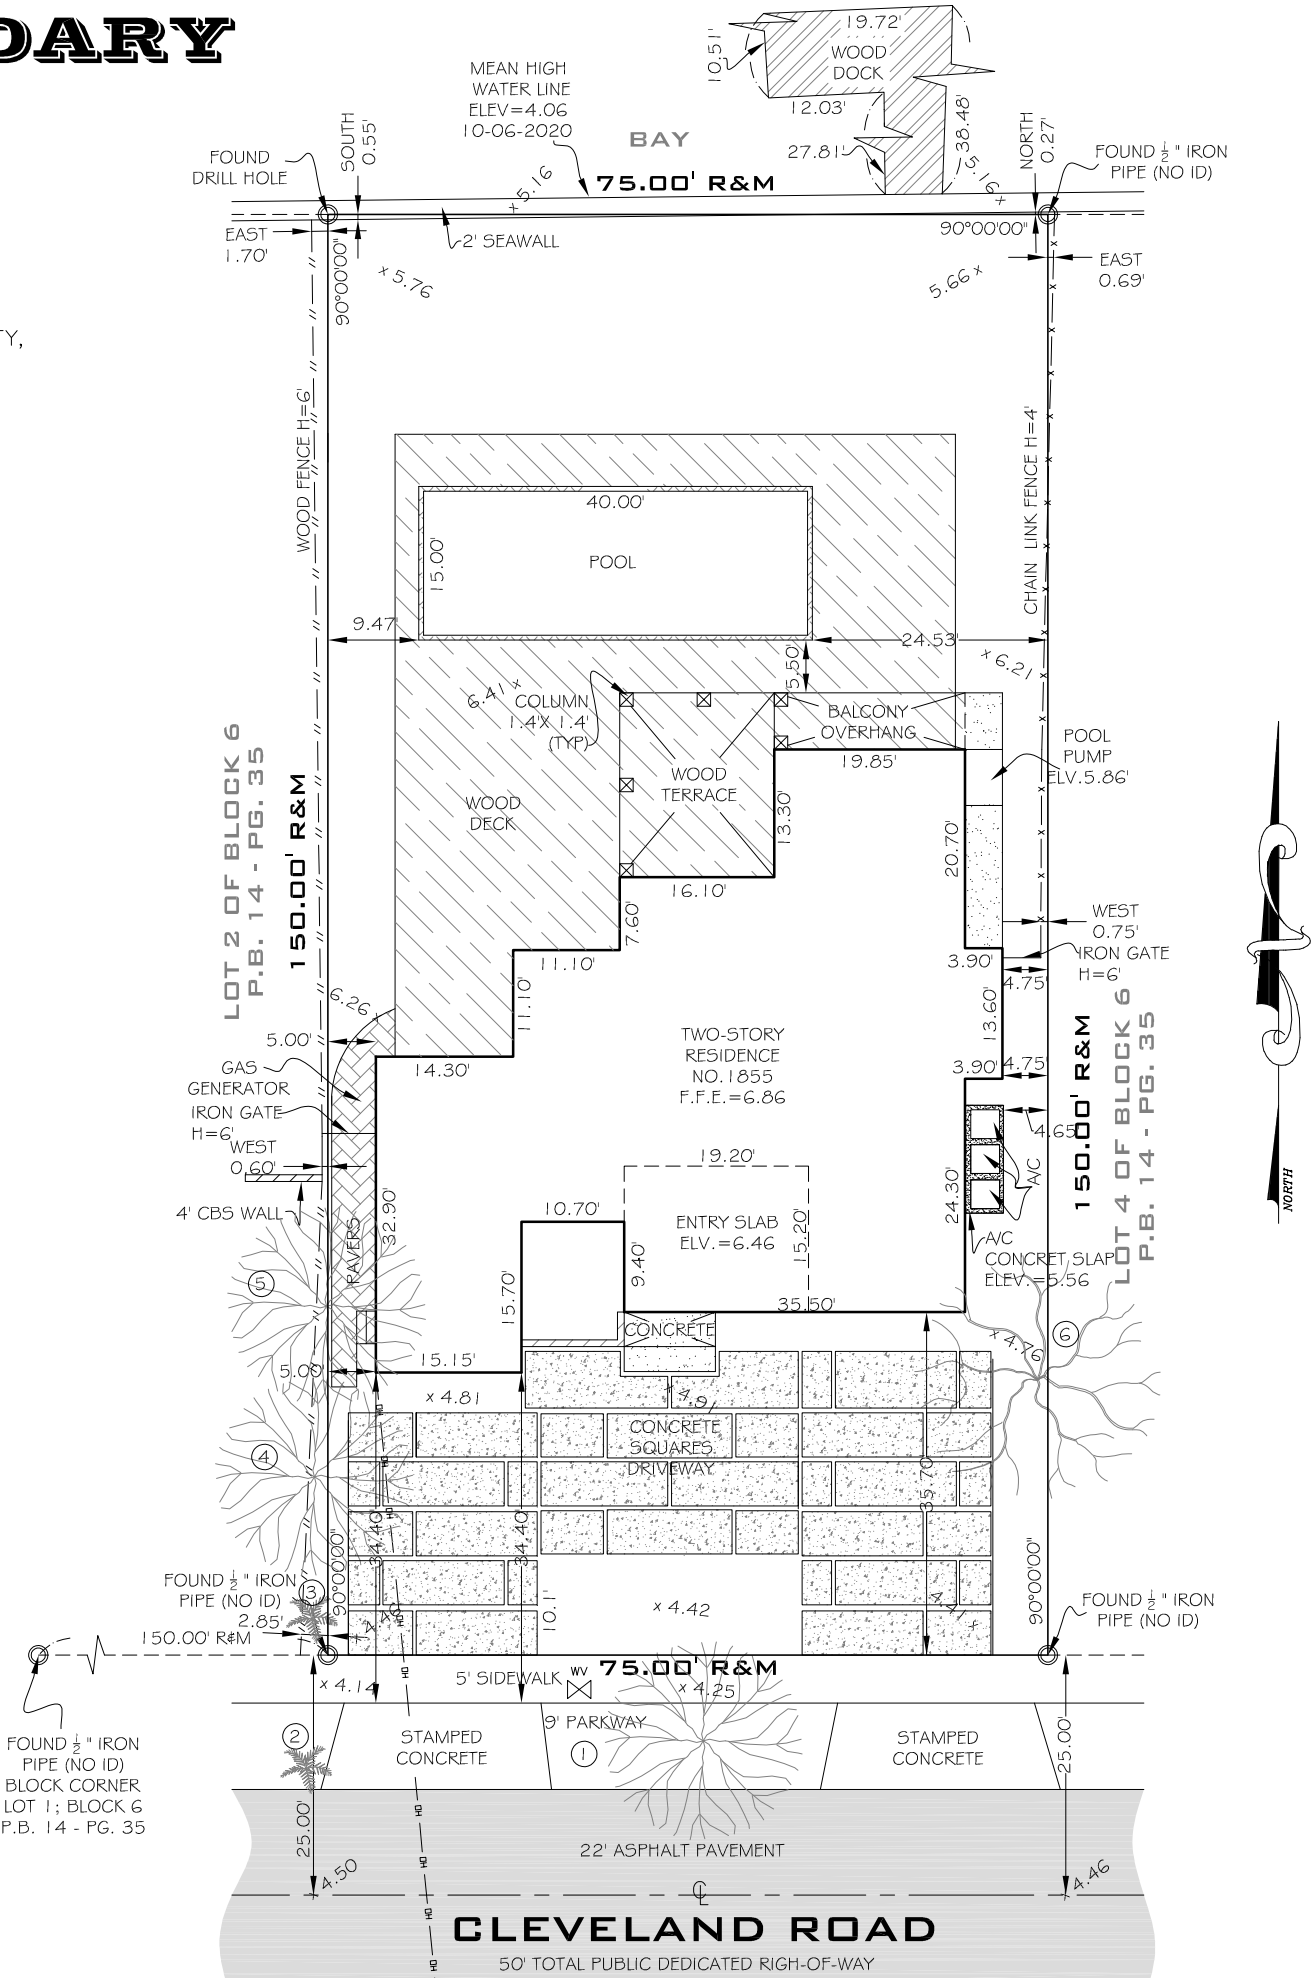 DARY
19.72'
10.51'
WOOD
DOCK
12.03'
38.48'
27.81'
MEAN HIGH
WATER LINE
ELEV=4.06
10-06-2020
BAY
SOUTH
0.55'
NORTH
0.27'
FOUND
DRILL HOLE
FOUND 1/2" IRON
PIPE (NO ID)
x 5.16
75.00' R&M
5.16 x
EAST
1.70'
2' SEAWALL
90°00'00"
90°00'00"
EAST
0.69'
x 5.76
5.66 x
TY,
WOOD FENCE H=6'
CHAIN LINK FENCE H=4'
40.00'
15.00'
POOL
9.47'
24.53'
5.50'
x 6.21
6.41 x
COLUMN
1.4'X 1.4'
(TYP)
BALCONY
OVERHANG
19.85'
POOL
PUMP
ELV.5.86'
WOOD
TERRACE
WOOD
DECK
13.30'
20.70'
16.10'
7.60'
LOT 2 OF BLOCK 6
P.B. 14 - PG. 35
150.00' R&M
WEST
0.75'
IRON GATE
H=6'
11.10'
11.10'
3.90'
4.75'
13.60'
6.26 x
5.00'
14.30'
GAS
GENERATOR
IRON GATE
H=6'
WEST
0.60'
TWO-STORY
RESIDENCE
NO.1855
F.F.E.=6.86
3.90'
4.75'
4.65'
150.00' R&M
LOT 4 OF BLOCK 6
P.B. 14 - PG. 35
NORTH
4' CBS WALL
PAVERS
32.90'
19.20'
10.70'
ENTRY SLAB
ELV.=6.46
15.20'
9.40'
15.70'
24.30'
A/C
A/C
CONCRET SLAP
ELEV.=5.56
5
35.50'
CONCRETE
6
x 4.76
5.00'
15.15'
x 4.81
x 4.91
CONCRETE
SQUARES
DRIVEWAY
4
34.40'
34.40'
35.70'
90°00'00"
90°00'00"
FOUND 1/2" IRON
PIPE (NO ID)
3
2.85'
150.00' R&M
10.1'
x 4.42
4.41 x
FOUND 1/2" IRON
PIPE (NO ID)
5' SIDEWALK
WV
75.00' R&M
x 4.14
x 4.25
9' PARKWAY
FOUND 1/2" IRON
PIPE (NO ID)
BLOCK CORNER
LOT 1; BLOCK 6
P.B. 14 - PG. 35
2
STAMPED
CONCRETE
1
STAMPED
CONCRETE
25.00'
25.00'
22' ASPHALT PAVEMENT
4.50
4.46
CLEVELAND ROAD
50' TOTAL PUBLIC DEDICATED RIGH-OF-WAY